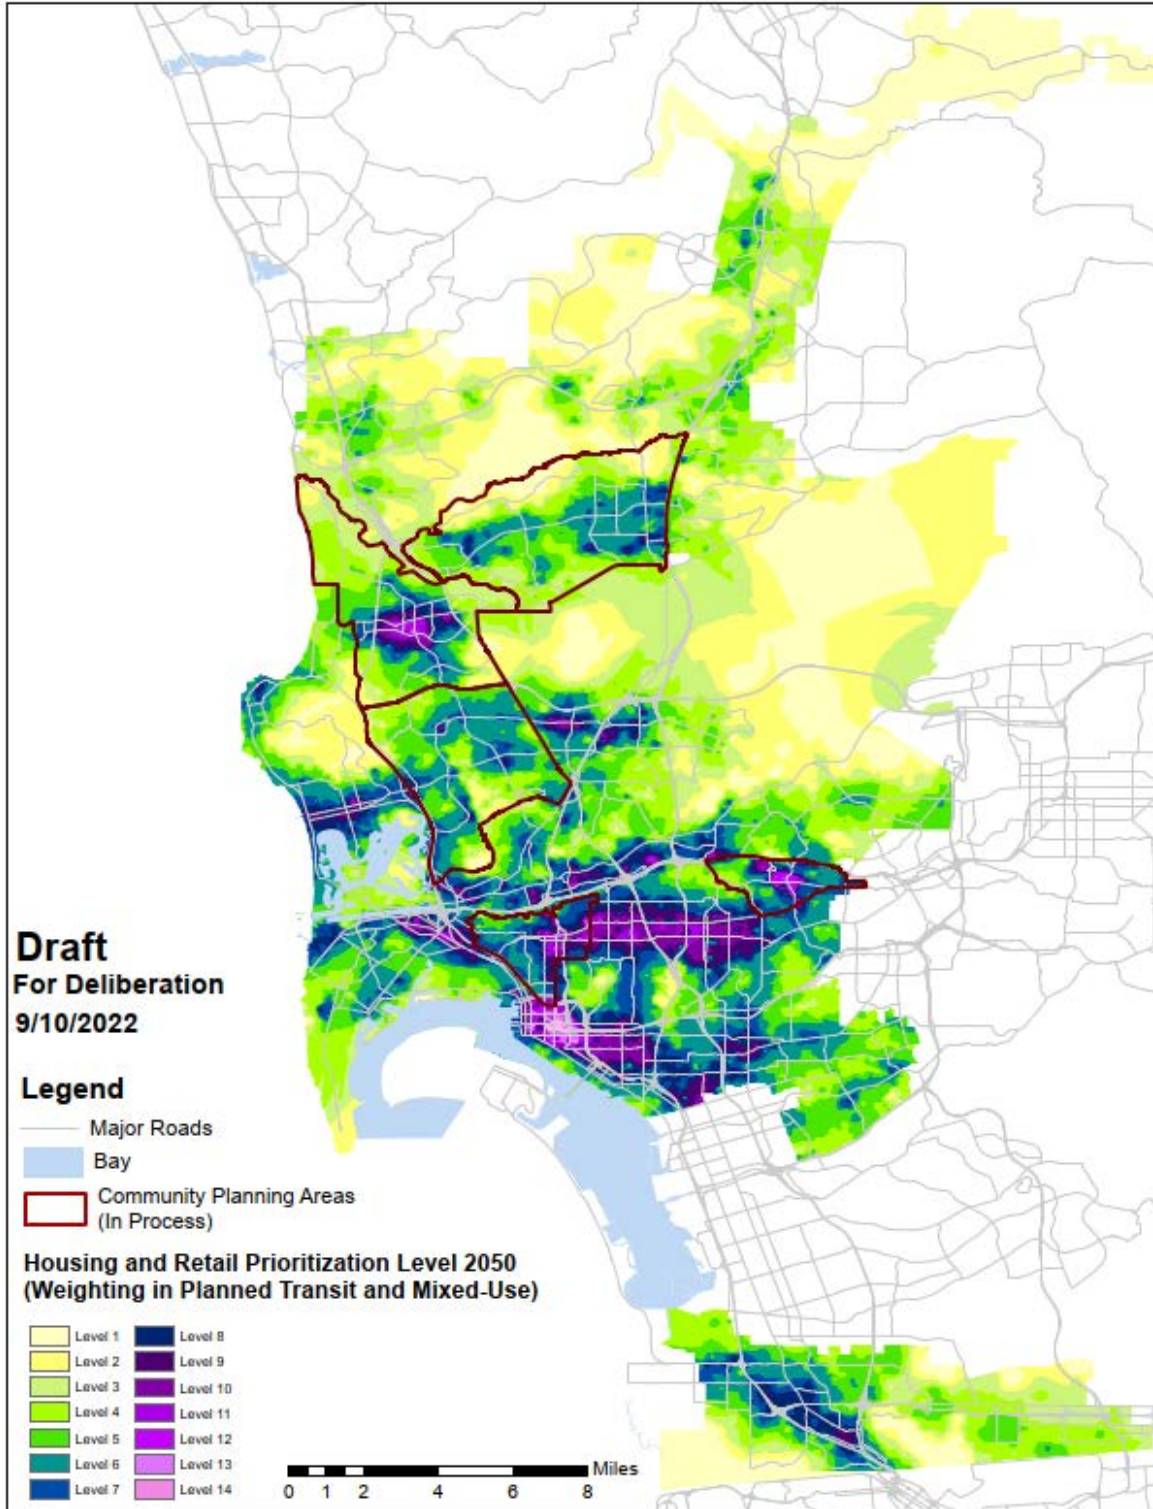 Draft
For Deliberation
9/10/2022
Legend
Major Roads
Bay
Community Planning Areas
(In Process)
Housing and Retail Prioritization Level 2050
(Weighting in Planned Transit and Mixed-Use)
Level 1
Level 2
Level 3
Level 4
Level 5
Level 6
Level 7
Level 8
Level 9
Level 10
Level 11
Level 12
Level 13
Level 14
Miles
0 1 2 4 6 8